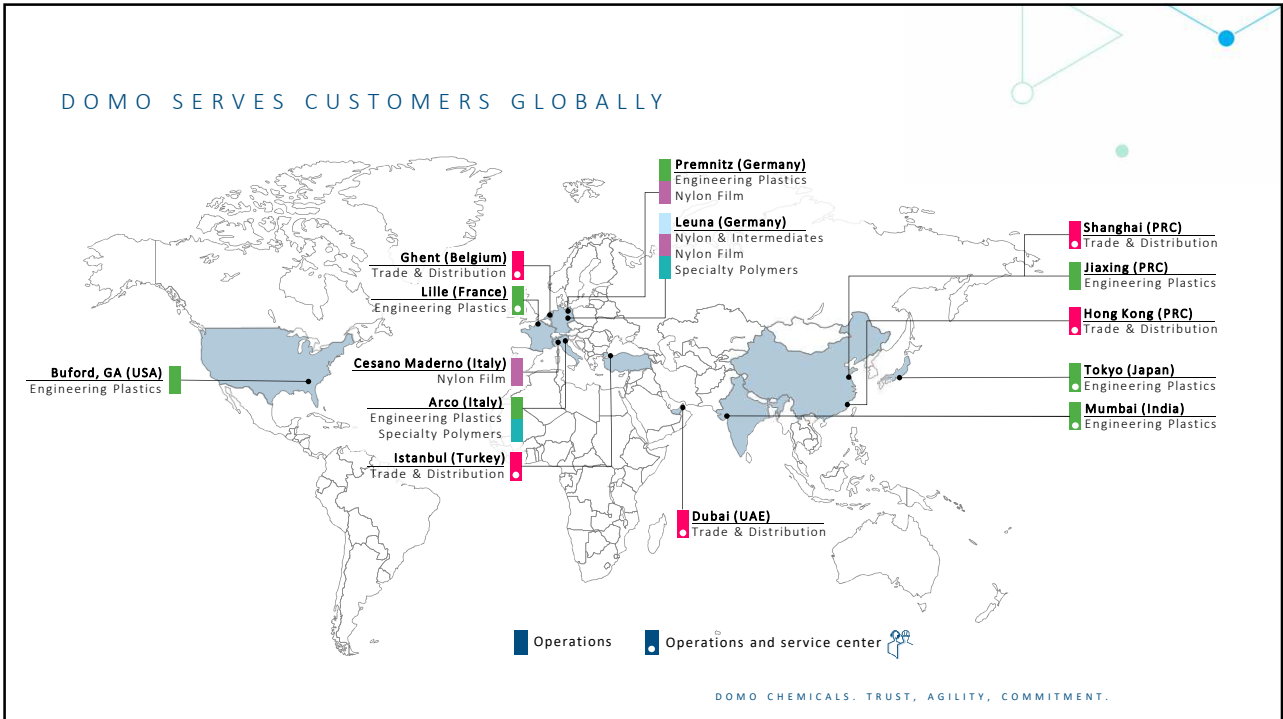 DOMO SERVES CUSTOMERS GLOBALLY
Premnitz (Germany)
Engineering Plastics
Nylon Film
Leuna (Germany)
Nylon & Intermediates
Nylon Film
Specialty Polymers
Ghent (Belgium)
Trade & Distribution
Lille (France)
Engineering Plastics
Cesano Maderno (Italy)
Nylon Film
Arco (Italy)
Engineering Plastics
Specialty Polymers
Istanbul (Turkey)
Trade & Distribution
Buford, GA (USA)
Engineering Plastics
Dubai (UAE)
Trade & Distribution
Shanghai (PRC)
Trade & Distribution
Jiaxing (PRC)
Engineering Plastics
Hong Kong (PRC)
Trade & Distribution
Tokyo (Japan)
Engineering Plastics
Mumbai (India)
Engineering Plastics
Operations
Operations and service center
DOMO CHEMICALS. TRUST, AGILITY, COMMITMENT.